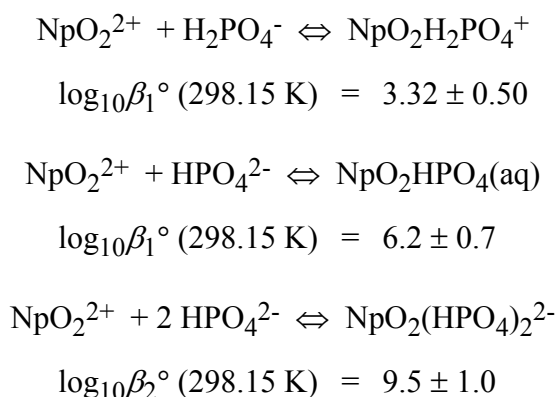 NpO₂²⁺ + H₂PO₄⁻ ⇔ NpO₂H₂PO₄⁺
log₁₀β₁° (298.15 K) = 3.32 ± 0.50
NpO₂²⁺ + HPO₄²⁻ ⇔ NpO₂HPO₄(aq)
log₁₀β₁° (298.15 K) = 6.2 ± 0.7
NpO₂²⁺ + 2 HPO₄²⁻ ⇔ NpO₂(HPO₄)₂²⁻
log₁₀β₂° (298.15 K) = 9.5 ± 1.0